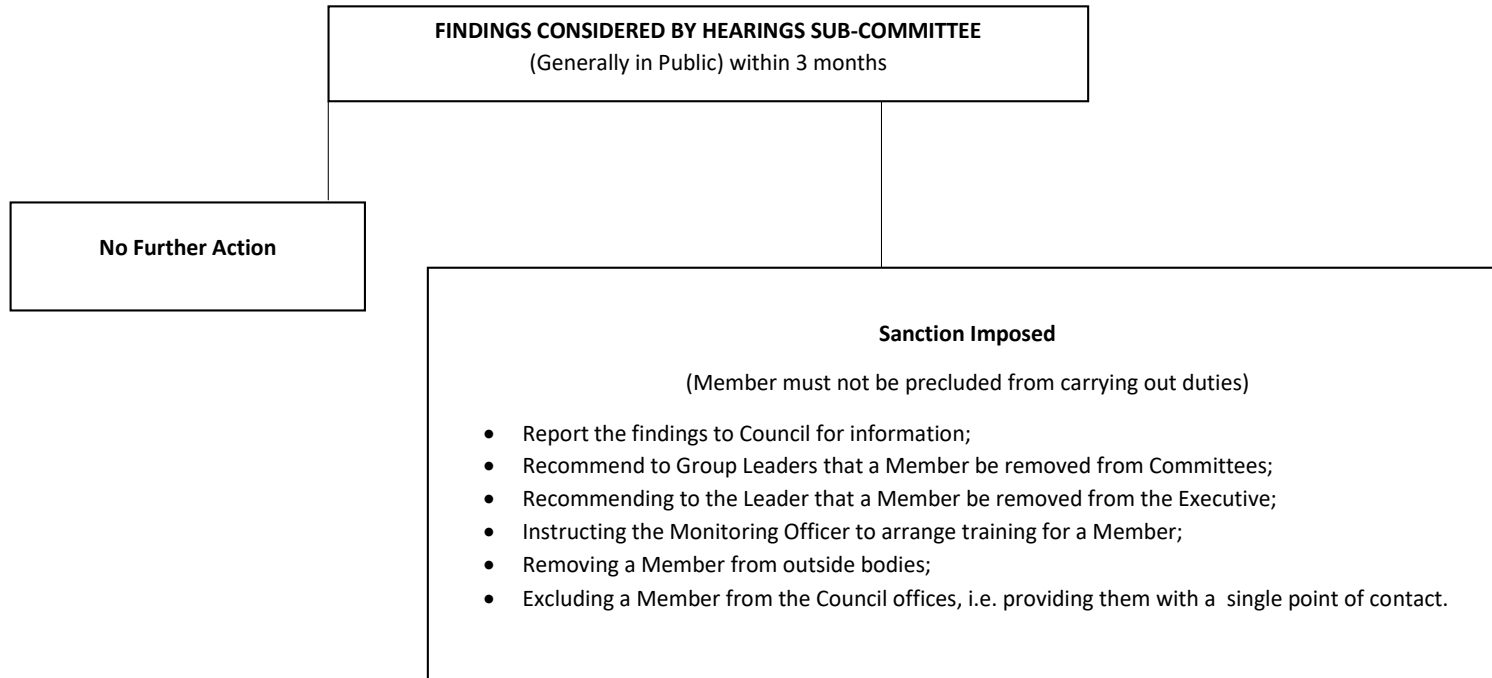 FINDINGS CONSIDERED BY HEARINGS SUB-COMMITTEE
(Generally in Public) within 3 months
No Further Action
Sanction Imposed
(Member must not be precluded from carrying out duties)
• Report the findings to Council for information;
• Recommend to Group Leaders that a Member be removed from Committees;
• Recommending to the Leader that a Member be removed from the Executive;
• Instructing the Monitoring Officer to arrange training for a Member;
• Removing a Member from outside bodies;
• Excluding a Member from the Council offices, i.e. providing them with a single point of contact.